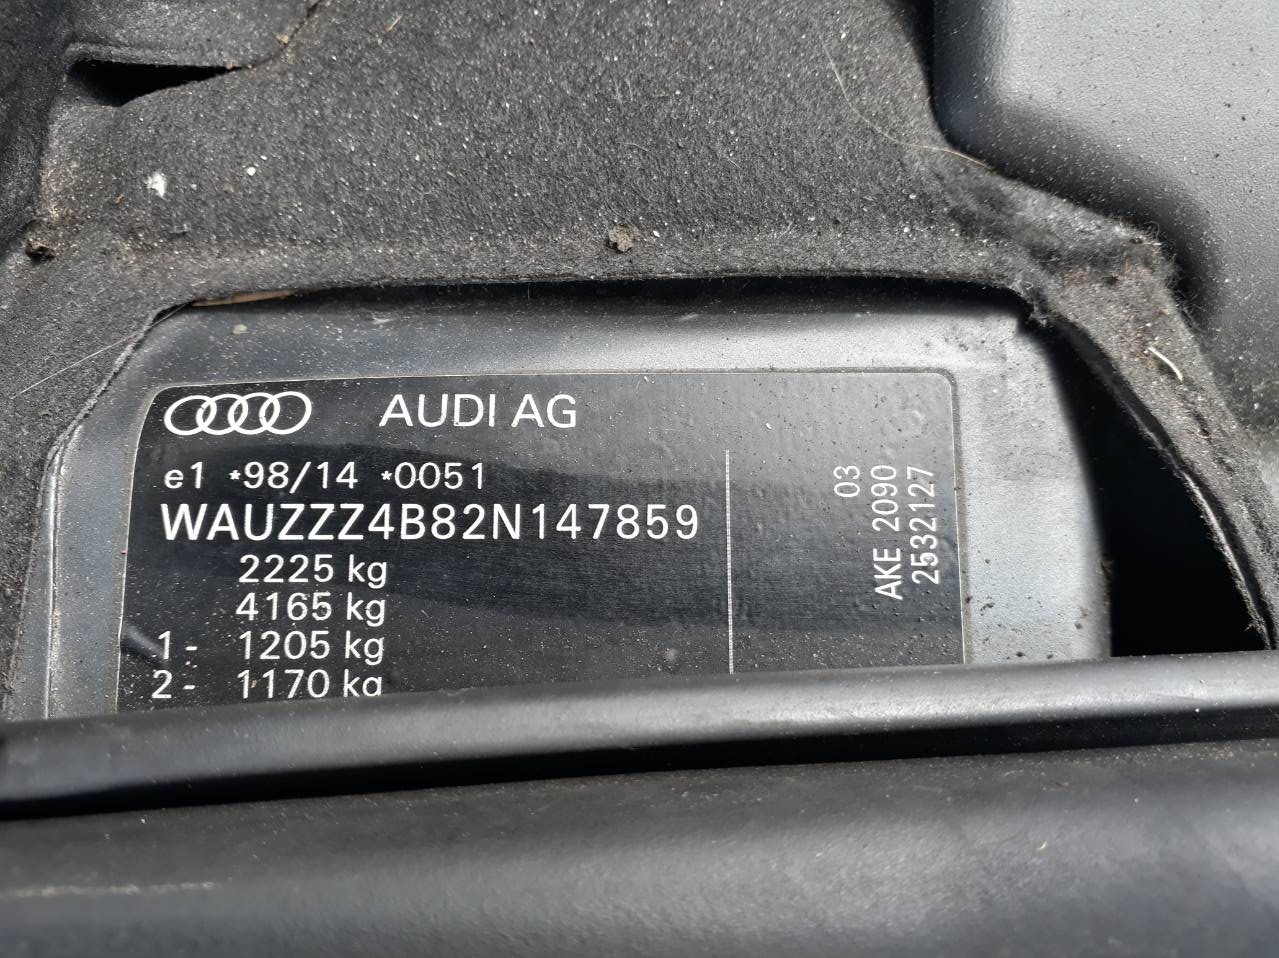 AUDI AG
e1 *98/14 *0051
WAUZZZ4B82N147859
2225 kg
4165 kg
1- 1205 kg
2- 1170 kg
03
AKE 2090
2532127